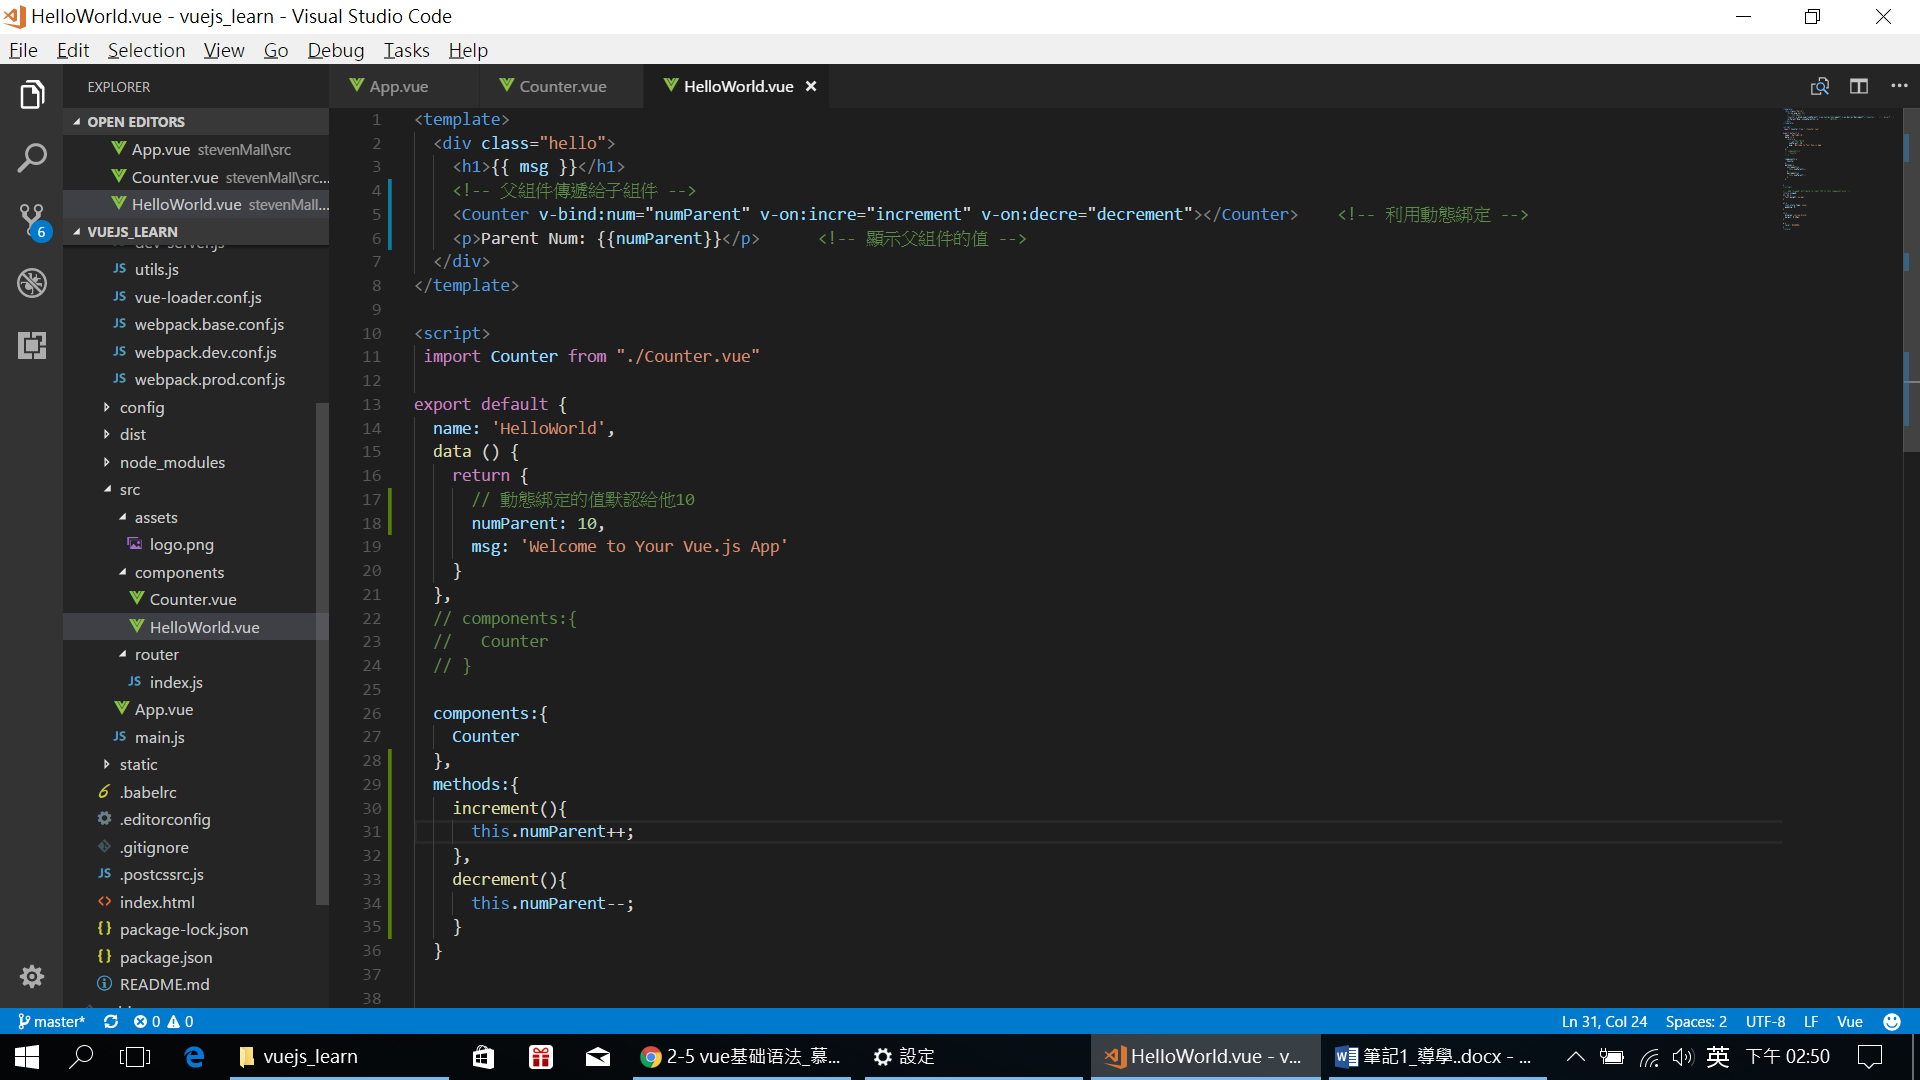 HelloWorld.vue - vuejs_learn - Visual Studio Code
File Edit Selection View Go Debug Tasks Help
EXPLORER
OPEN EDITORS
App.vue stevenMall\src
Counter.vue stevenMall\src...
HelloWorld.vue stevenMall...
6
VUEJS_LEARN
dev-server.js
JS utils.js
JS vue-loader.conf.js
JS webpack.base.conf.js
JS webpack.dev.conf.js
JS webpack.prod.conf.js
config
dist
node_modules
src
assets
logo.png
components
Counter.vue
HelloWorld.vue
router
JS index.js
App.vue
JS main.js
static
.babelrc
.editorconfig
.gitignore
JS .postcssrc.js
<> index.html
{} package-lock.json
{} package.json
README.md
App.vue Counter.vue HelloWorld.vue
1 <template>
2 <div class="hello">
3 <h1>{{ msg }}</h1>
4 <!-- 父組件傳遞給子組件 -->
5 <Counter v-bind:num="numParent" v-on:incre="increment" v-on:decre="decrement"></Counter> <!-- 利用動態綁定 -->
6 <p>Parent Num: {{numParent}}</p> <!-- 顯示父組件的值 -->
7 </div>
8 </template>
9
10 <script>
11 import Counter from "./Counter.vue"
12
13 export default {
14 name: 'HelloWorld',
15 data () {
16 return {
17 // 動態綁定的值默認給他10
18 numParent: 10,
19 msg: 'Welcome to Your Vue.js App'
20 }
21 },
22 // components:{
23 // Counter
24 // }
25
26 components:{
27 Counter
28 },
29 methods:{
30 increment(){
31 this.numParent++;
32 },
33 decrement(){
34 this.numParent--;
35 }
36 }
37
38
master* 0 0 Ln 31, Col 24 Spaces: 2 UTF-8 LF Vue
vuejs_learn 2-5 vue基础语法_慕... 設定 HelloWorld.vue - v... 筆記1_導學..docx - ... 英 下午 02:50